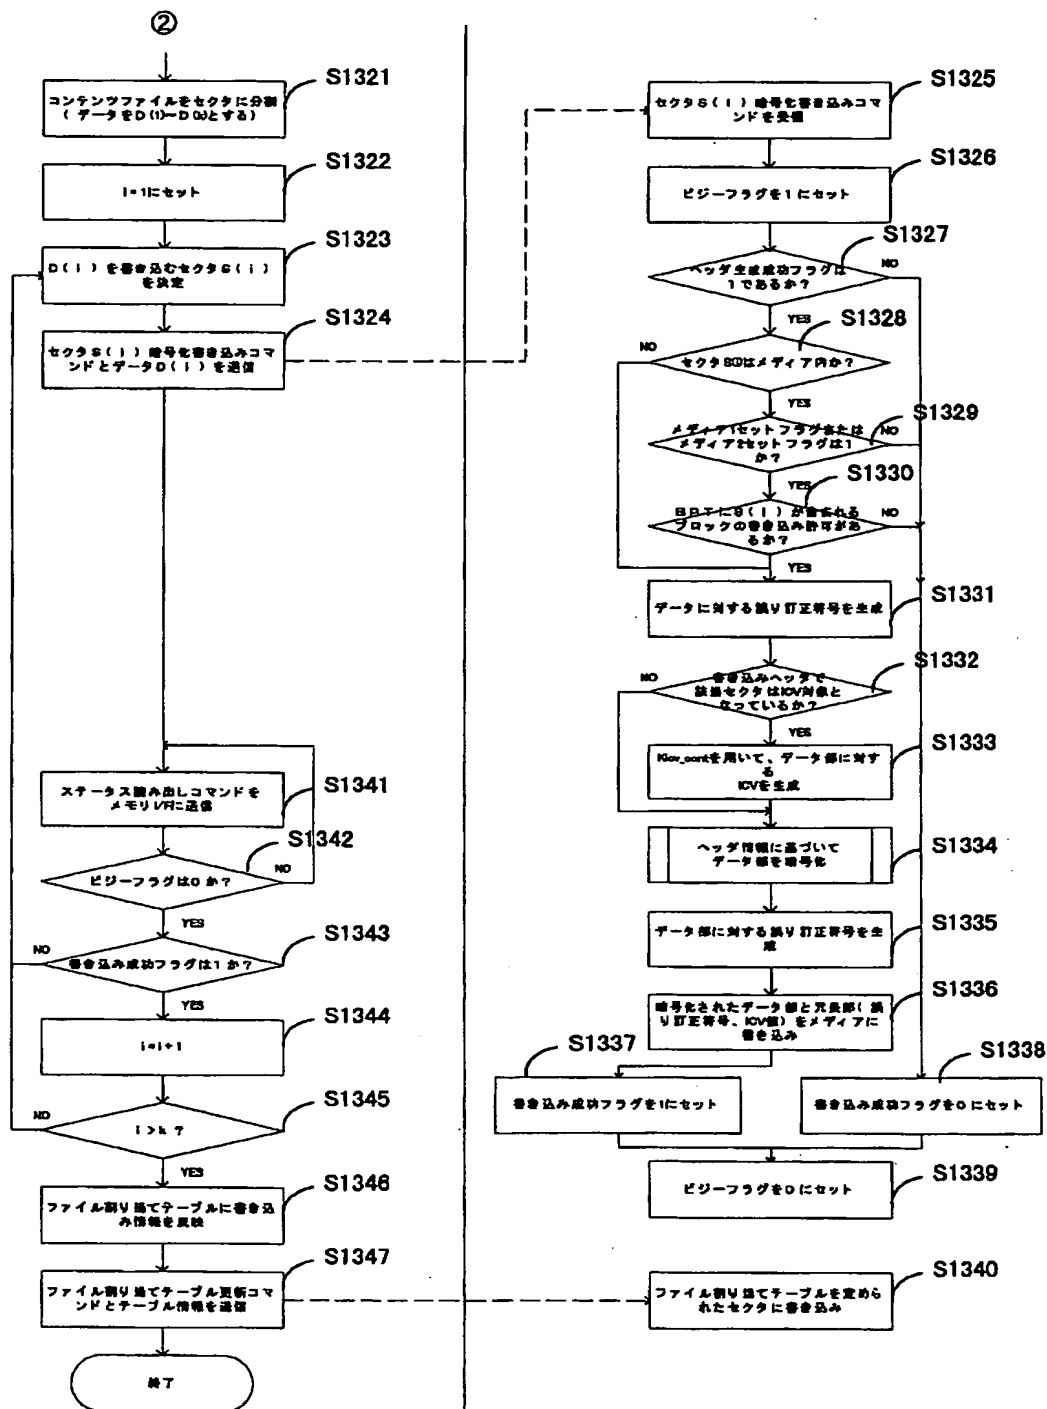 ②
S1321
コンテンツファイルをセクタに分割
(データをD(1)~D(k)とする)
S1322
i=1にセット
S1323
D(i)を書き込むセクタS(i)
を決定
S1324
セクタS(i)暗号化書き込みコマ
ンドとデータD(i)を送信
S1341
ステータス読み出しコマンドを
メモリI/Fに送信
S1342
ビジーフラグは0か?
NO
YES
S1343
NO
書き込み成功フラグは1か?
YES
S1344
i=i+1
S1345
NO
i>k?
YES
S1346
ファイル割り当てテーブルに書き込
み情報を反映
S1347
ファイル割り当てテーブル更新コマ
ンドとテーブル情報を送信
終了
S1325
セクタS(i)暗号化書き込みコマ
ンドを受信
S1326
ビジーフラグを1にセット
S1327
ヘッダ生成成功フラグは
1であるか?
NO
YES
S1328
NO
セクタS(i)はメディア内か?
YES
S1329
メディア1セットフラグまたは
メディア2セットフラグは1
か?
NO
YES
S1330
BPTにS(i)が含まれる
ブロックの書き込み許可があ
るか?
NO
YES
S1331
データに対する誤り訂正符号を生成
S1332
NO
書き込みヘッダで
該当セクタはICV対象と
なっているか?
YES
S1333
Kicv_contを用いて、データ部に対す
る
ICVを生成
S1334
ヘッダ情報に基づいて
データ部を暗号化
S1335
データ部に対する誤り訂正符号を生
成
S1336
暗号化されたデータ部と冗長部(誤
り訂正符号、ICV値)をメディアに
書き込み
S1337
書き込み成功フラグを1にセット
S1338
書き込み成功フラグを0にセット
S1339
ビジーフラグを0にセット
S1340
ファイル割り当てテーブルを定めら
れたセクタに書き込み